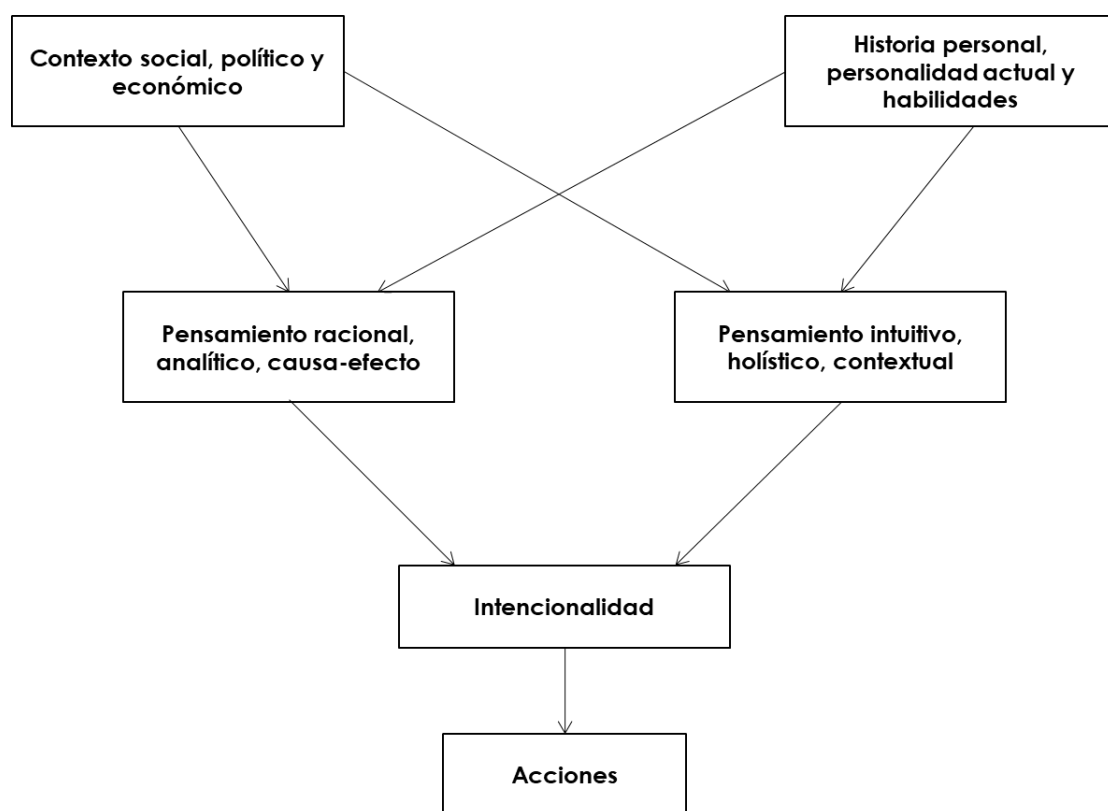 Contexto social, político y
económico
Historia personal,
personalidad actual y
habilidades
Pensamiento racional,
analítico, causa-efecto
Pensamiento intuitivo,
holístico, contextual
Intencionalidad
Acciones